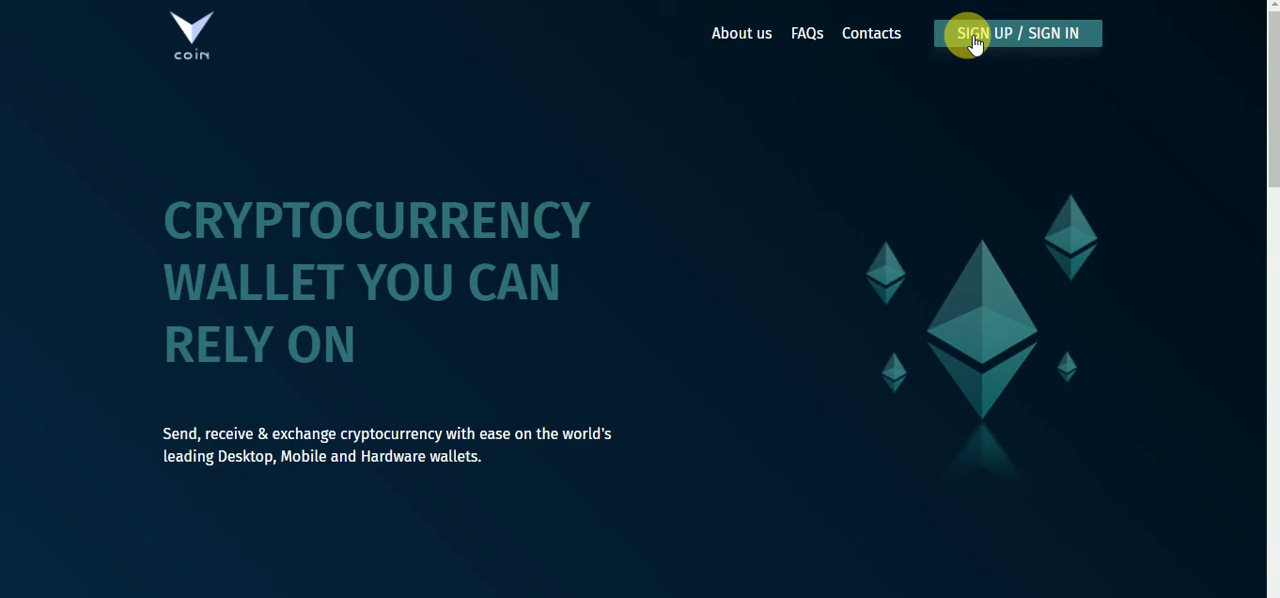 coin
About us FAQs Contacts SIGN UP / SIGN IN
CRYPTOCURRENCY
WALLET YOU CAN
RELY ON
Send, receive & exchange cryptocurrency with ease on the world's
leading Desktop, Mobile and Hardware wallets.